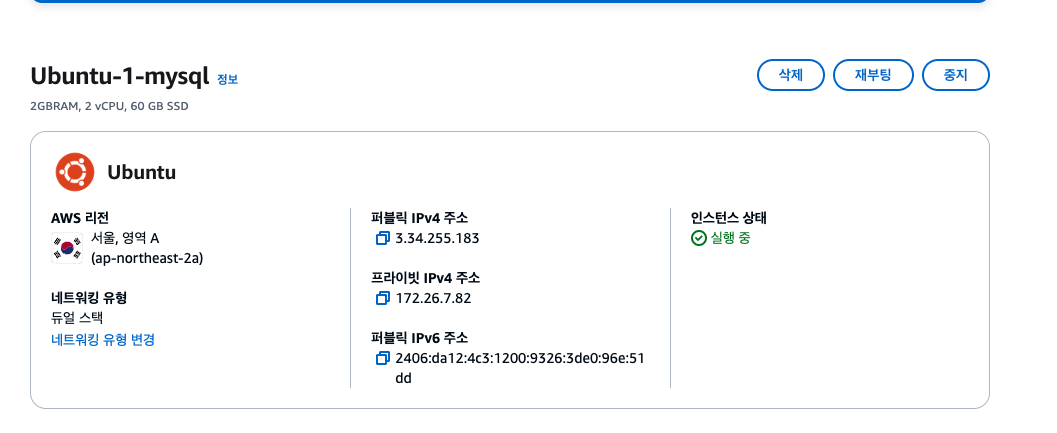 Ubuntu-1-mysql 정보
삭제
재부팅
중지
2GBRAM, 2 vCPU, 60 GB SSD
Ubuntu
AWS 리전
서울, 영역 A
(ap-northeast-2a)
네트워킹 유형
듀얼 스택
네트워킹 유형 변경
퍼블릭 IPv4 주소
3.34.255.183
프라이빗 IPv4 주소
172.26.7.82
퍼블릭 IPv6 주소
2406:da12:4c3:1200:9326:3de0:96e:51
dd
인스턴스 상태
실행 중